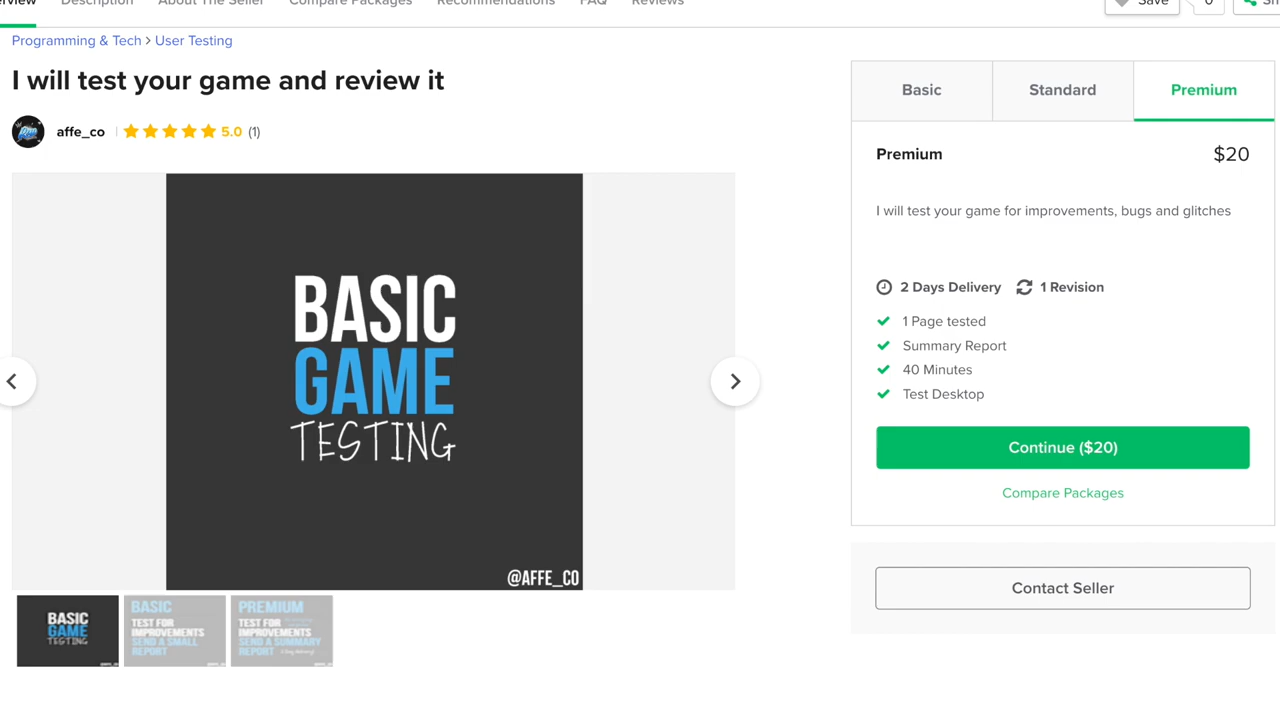 Description About The Seller Compare Packages Recommendations FAQ Reviews
Save 0
Programming & Tech > User Testing
I will test your game and review it
affe_co 5.0 (1)
BASIC
GAME
TESTING
@AFFE_CO
BASIC
GAME
TESTING
BASIC
TEST FOR
IMPROVEMENTS
SEND A SMALL
REPORT
PREMIUM
TEST FOR
IMPROVEMENTS
SEND A SUMMARY
REPORT
Basic Standard Premium
Premium $20
I will test your game for improvements, bugs and glitches
2 Days Delivery 1 Revision
1 Page tested
Summary Report
40 Minutes
Test Desktop
Continue ($20)
Compare Packages
Contact Seller